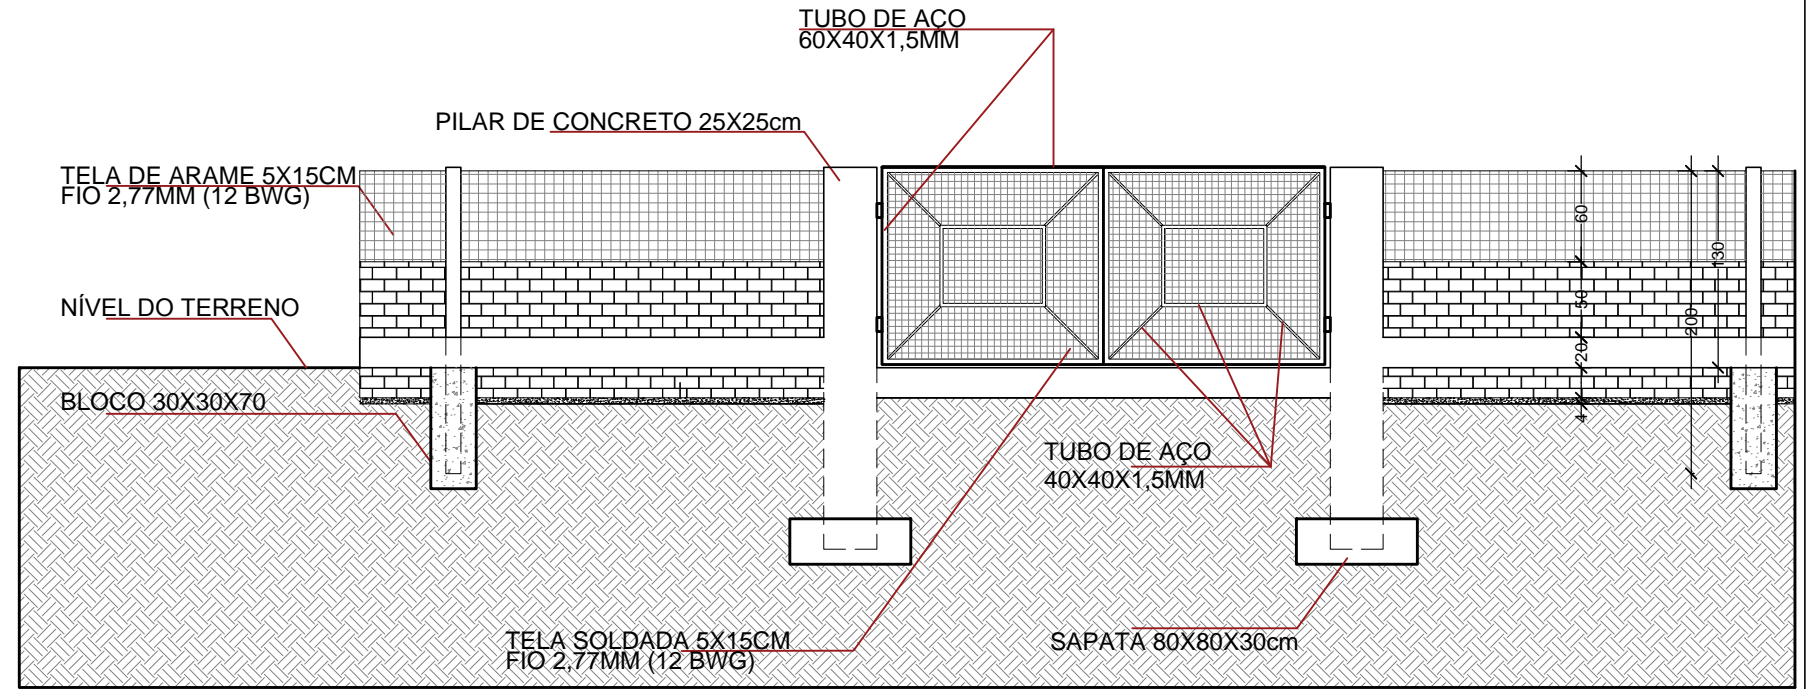 TUBO DE AÇO
60X40X1,5MM
PILAR DE CONCRETO 25X25cm
TELA DE ARAME 5X15CM
FIO 2,77MM (12 BWG)
NÍVEL DO TERRENO
BLOCO 30X30X70
60
130
50
200
20
4
TUBO DE AÇO
40X40X1,5MM
TELA SOLDADA 5X15CM
FIO 2,77MM (12 BWG)
SAPATA 80X80X30cm